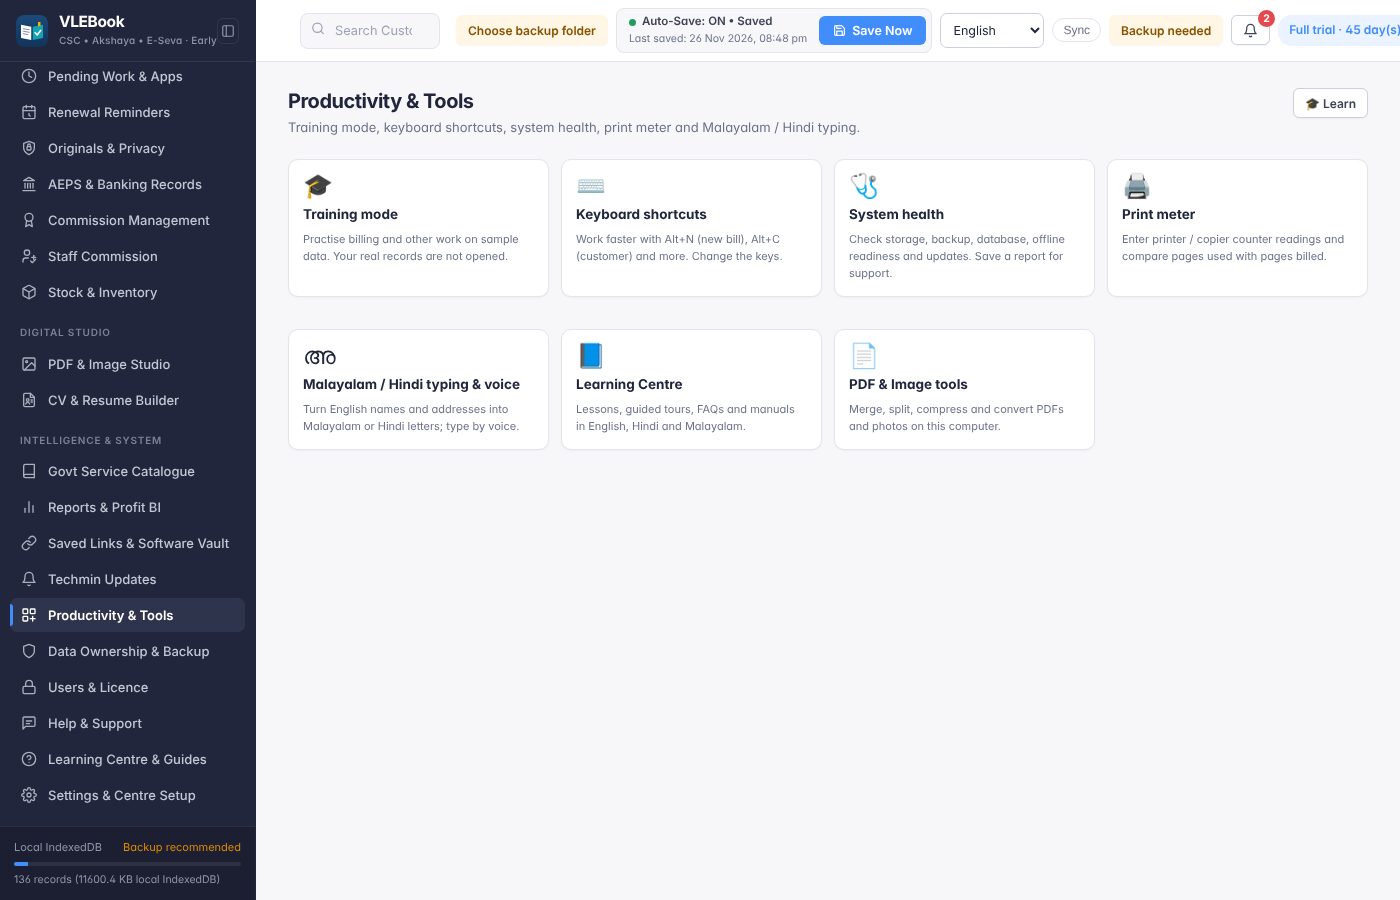 VLEBook
CSC • Akshaya • E-Seva · Early
Pending Work & Apps
Renewal Reminders
Originals & Privacy
AEPS & Banking Records
Commission Management
Staff Commission
Stock & Inventory
DIGITAL STUDIO
PDF & Image Studio
CV & Resume Builder
INTELLIGENCE & SYSTEM
Govt Service Catalogue
Reports & Profit BI
Saved Links & Software Vault
Techmin Updates
Productivity & Tools
Data Ownership & Backup
Users & Licence
Help & Support
Learning Centre & Guides
Settings & Centre Setup
Local IndexedDB Backup recommended
136 records (11600.4 KB local IndexedDB)
Search Custo
Choose backup folder
Auto-Save: ON • Saved
Last saved: 26 Nov 2026, 08:48 pm
Save Now
English
Sync
Backup needed
2
Full trial · 45 day(s)
Productivity & Tools
Training mode, keyboard shortcuts, system health, print meter and Malayalam / Hindi typing.
Learn
Training mode
Practise billing and other work on sample
data. Your real records are not opened.
Keyboard shortcuts
Work faster with Alt+N (new bill), Alt+C
(customer) and more. Change the keys.
System health
Check storage, backup, database, offline
readiness and updates. Save a report for
support.
Print meter
Enter printer / copier counter readings and
compare pages used with pages billed.
അ
Malayalam / Hindi typing & voice
Turn English names and addresses into
Malayalam or Hindi letters; type by voice.
Learning Centre
Lessons, guided tours, FAQs and manuals
in English, Hindi and Malayalam.
PDF & Image tools
Merge, split, compress and convert PDFs
and photos on this computer.